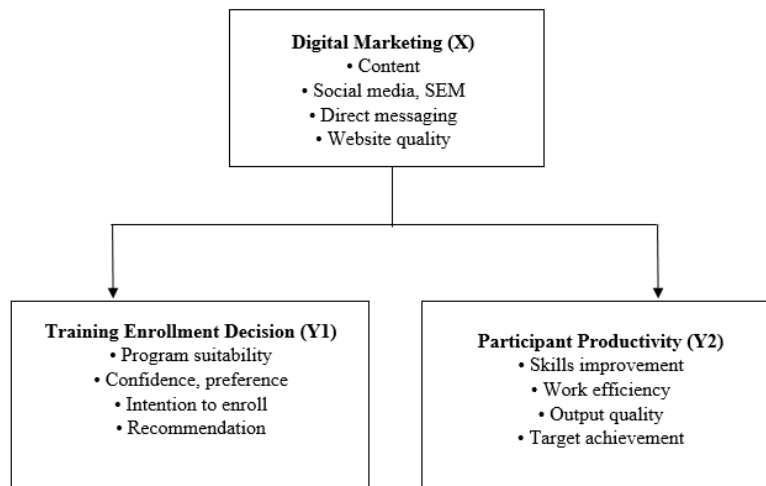 Digital Marketing (X)
• Content
• Social media, SEM
• Direct messaging
• Website quality
Training Enrollment Decision (Y1)
• Program suitability
• Confidence, preference
• Intention to enroll
• Recommendation
Participant Productivity (Y2)
• Skills improvement
• Work efficiency
• Output quality
• Target achievement